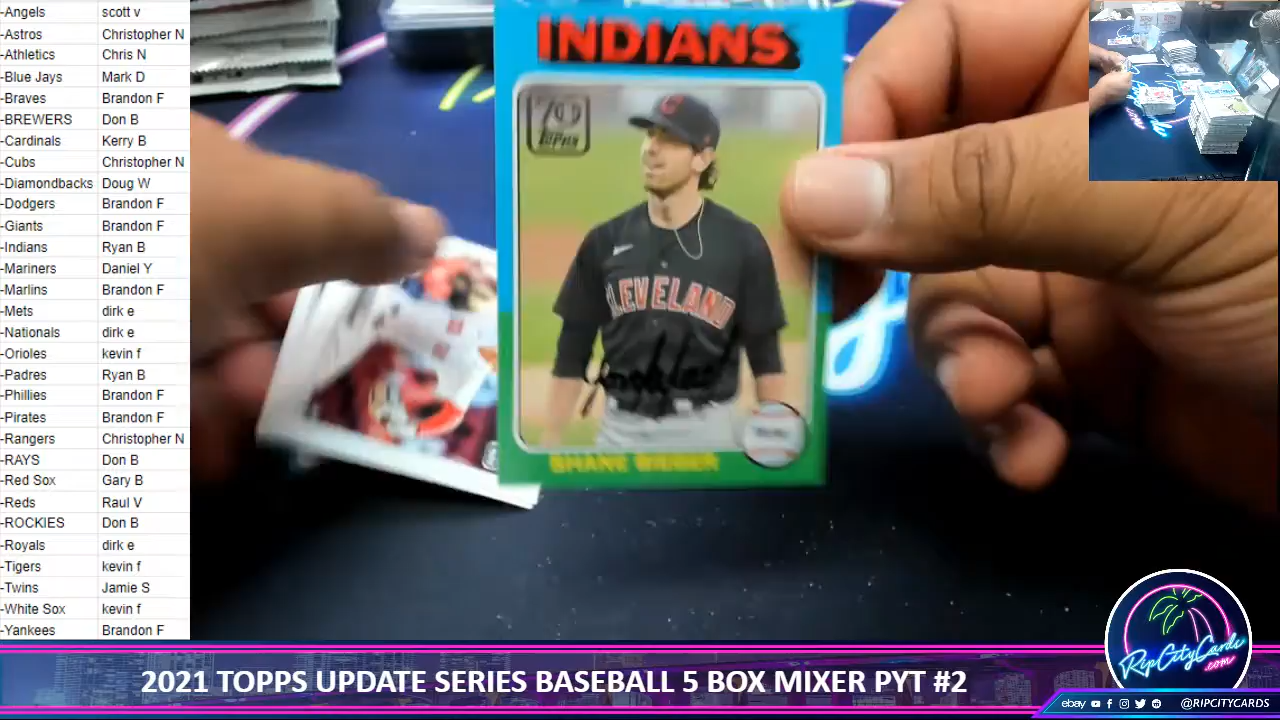 -Angels scott v
-Astros Christopher N
-Athletics Chris N
-Blue Jays Mark D
-Braves Brandon F
-BREWERS Don B
-Cardinals Kerry B
-Cubs Christopher N
-Diamondbacks Doug W
-Dodgers Brandon F
-Giants Brandon F
-Indians Ryan B
-Mariners Daniel Y
-Marlins Brandon F
-Mets dirk e
-Nationals dirk e
-Orioles kevin f
-Padres Ryan B
-Phillies Brandon F
-Pirates Brandon F
-Rangers Christopher N
-RAYS Don B
-Red Sox Gary B
-Reds Raul V
-ROCKIES Don B
-Royals dirk e
-Tigers kevin f
-Twins Jamie S
-White Sox kevin f
-Yankees Brandon F
INDIANS
TOPPS
CLEVELAND
SHANE BIEBER
2021 TOPPS UPDATE SERIES BASEBALL 5 BOX MIXER PYT #2
RipCityCards
.com
ebay @RIPCITYCARDS